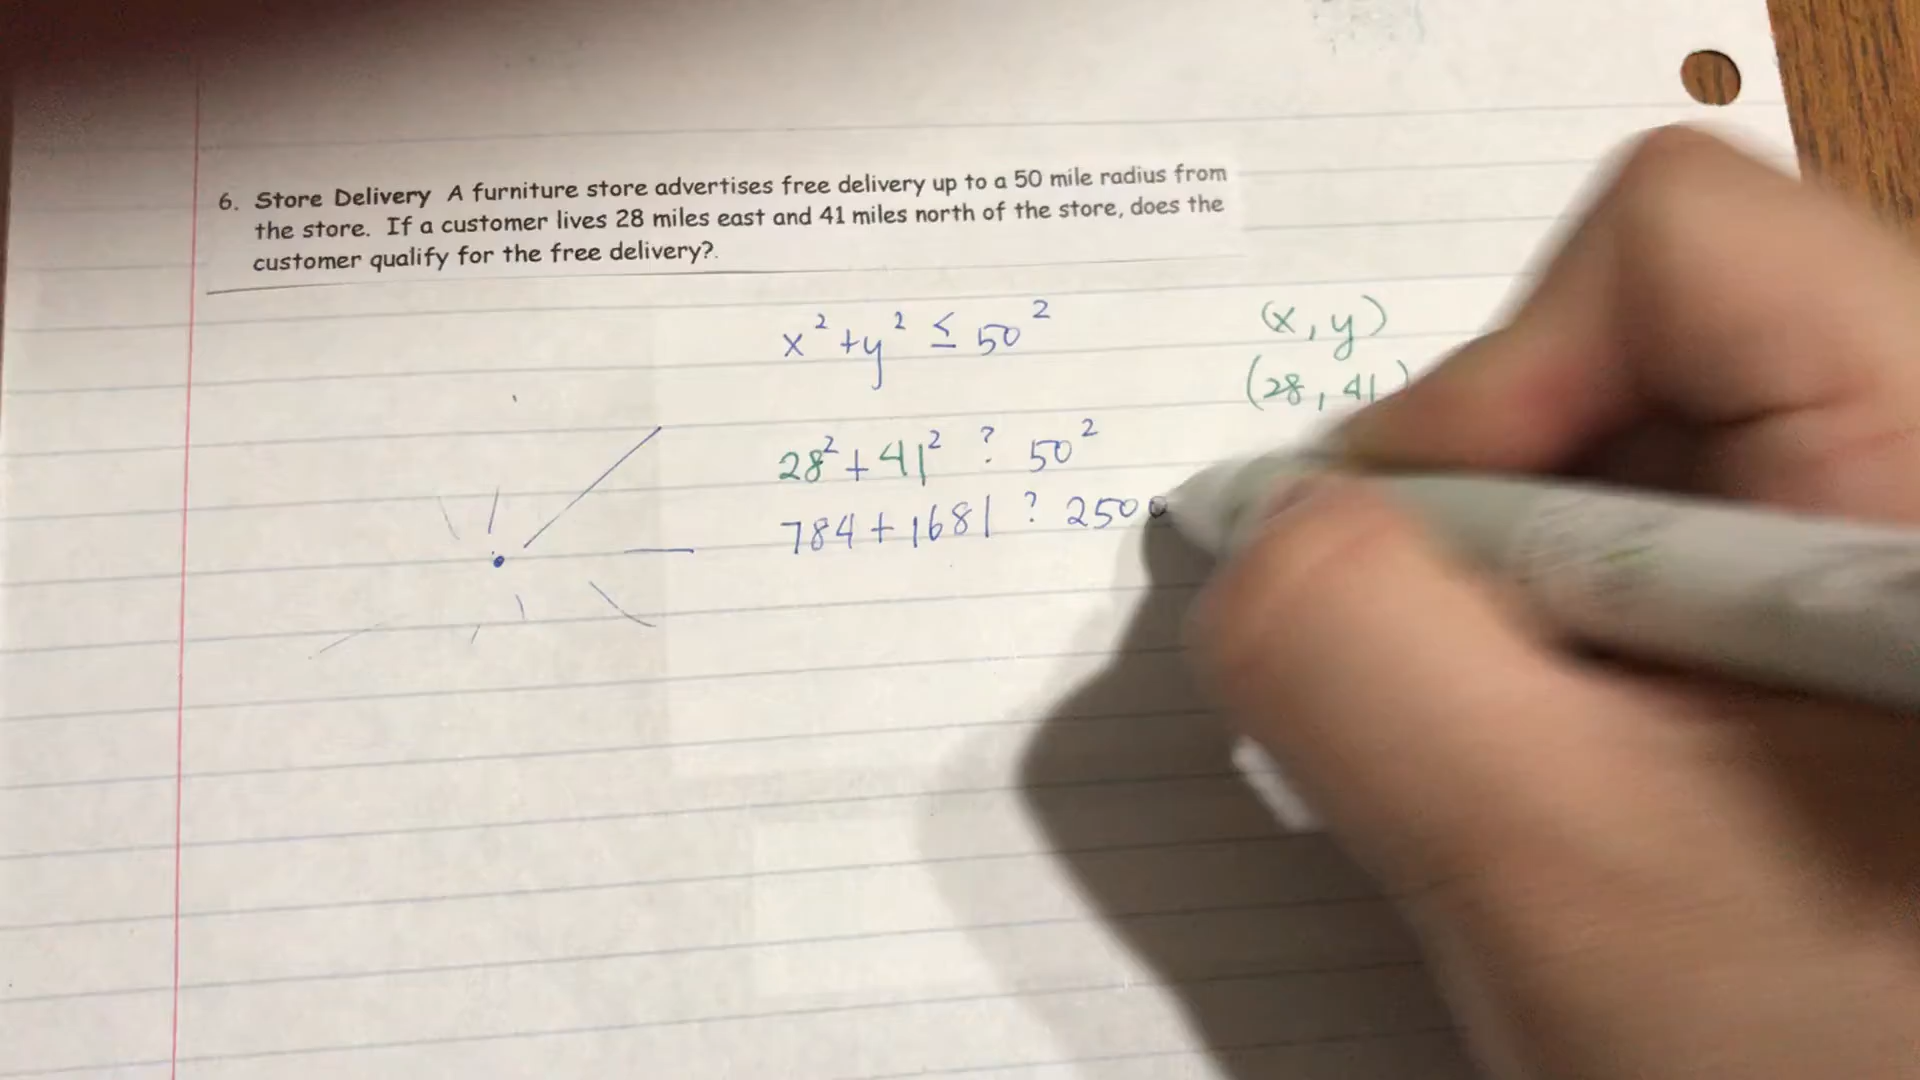 6. Store Delivery A furniture store advertises free delivery up to a 50 mile radius from
the store. If a customer lives 28 miles east and 41 miles north of the store, does the
customer qualify for the free delivery?.
x² + y² ≤ 50²
(x, y)
(28, 41)
28² + 41² ? 50²
784 + 1681 ? 2500